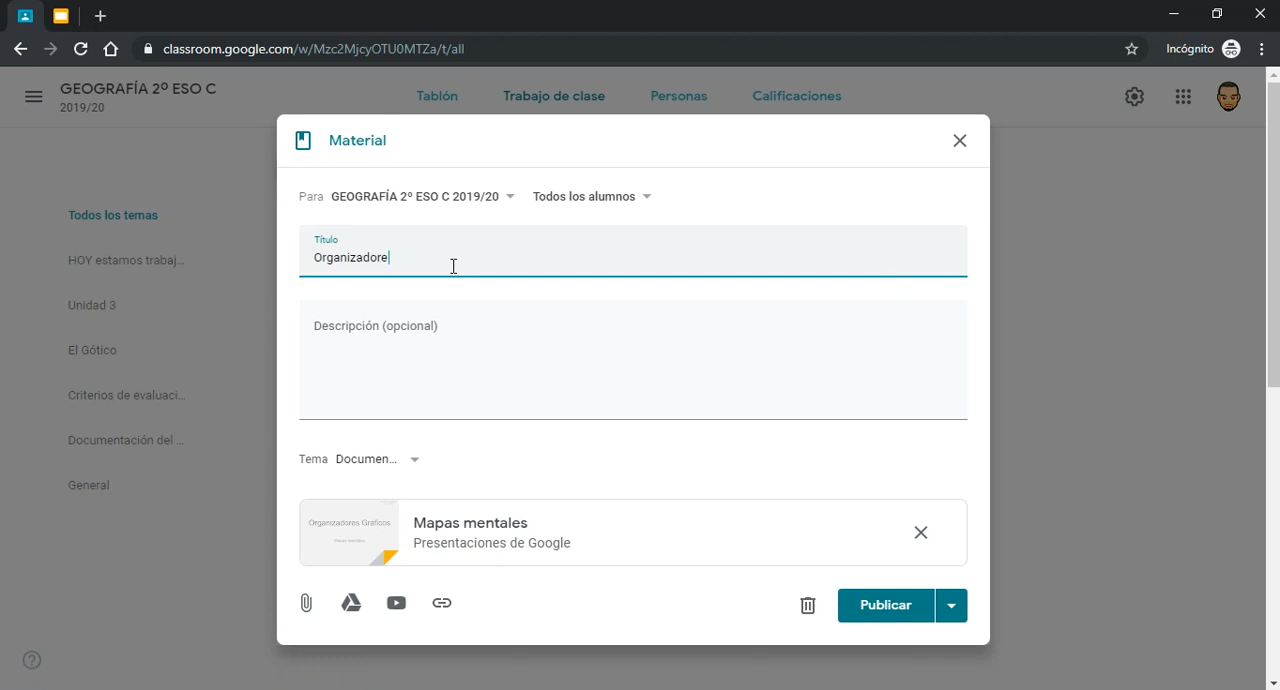 classroom.google.com/w/Mzc2MjcyOTU0MTZa/t/all
Incógnito
GEOGRAFÍA 2º ESO C
2019/20
Tablón
Trabajo de clase
Personas
Calificaciones
Material
Para GEOGRAFÍA 2º ESO C 2019/20 Todos los alumnos
Todos los temas
HOY estamos trabaj...
Unidad 3
El Gótico
Criterios de evaluaci...
Documentación del ...
General
Título
Organizadore
Descripción (opcional)
Tema Documen...
Organizadores Gráficos
Mapas mentales
Mapas mentales
Presentaciones de Google
Publicar